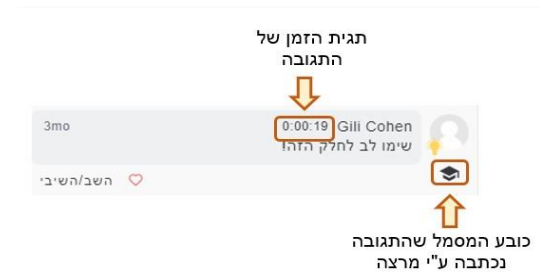 תגית הזמן של
התגובה
Gili Cohen 0:00:19 3mo
שימו לב לחלק הזה!
השב/השיבי
כובע המסמל שהתגובה
נכתבה ע"י מרצה